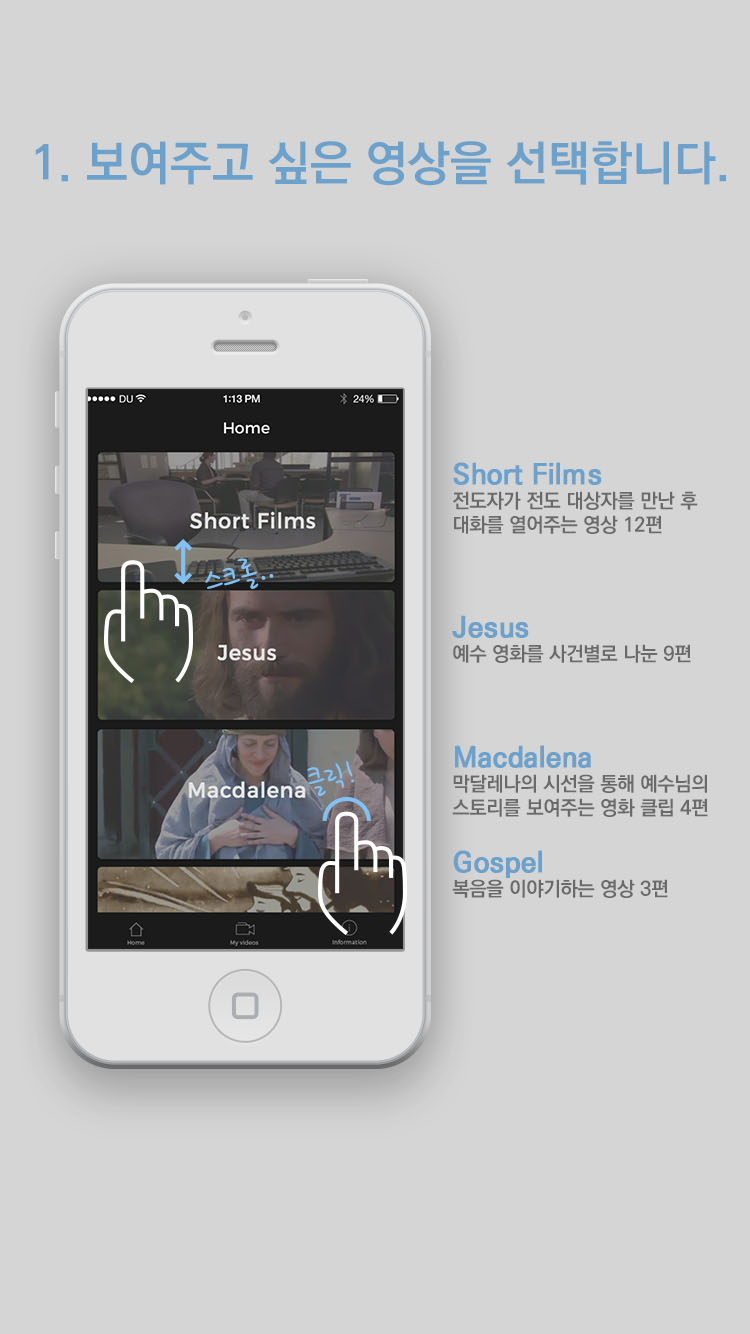 1. 보여주고 싶은 영상을 선택합니다.
DU
1:13 PM
24%
Home
Short Films
스크롤..
Jesus
Macdalena
클릭!
Home
My videos
Information
Short Films
전도자가 전도 대상자를 만난 후
대화를 열어주는 영상 12편
Jesus
예수 영화를 사건별로 나눈 9편
Macdalena
막달레나의 시선을 통해 예수님의
스토리를 보여주는 영화 클립 4편
Gospel
복음을 이야기하는 영상 3편